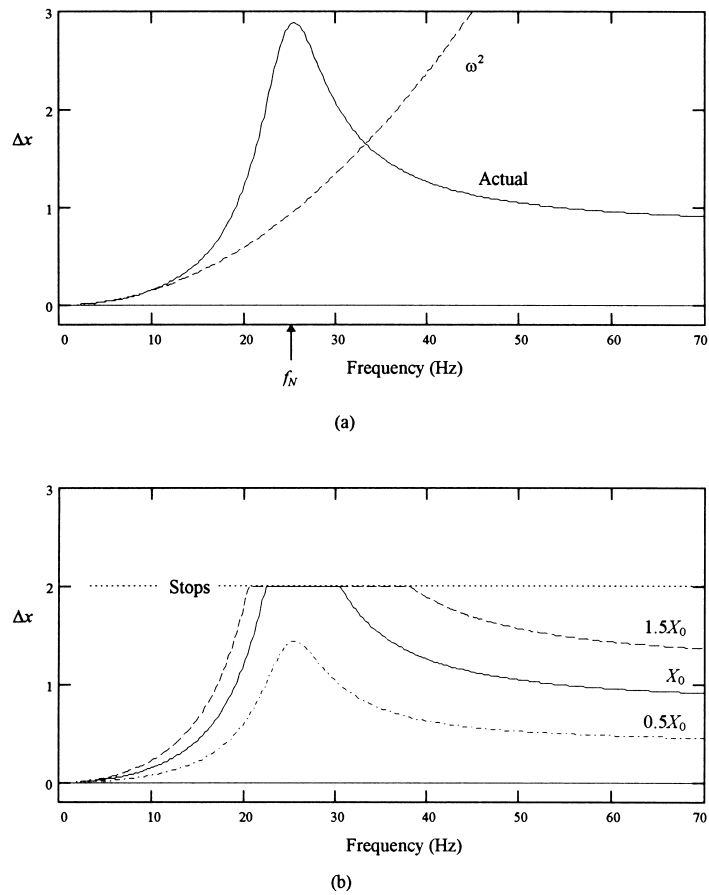 3
ω²
2
Δx
Actual
1
0
0 10 20 30 40 50 60 70
Frequency (Hz)
f_N
(a)
3
2
Stops
Δx
1.5X₀
1
X₀
0.5X₀
0
0 10 20 30 40 50 60 70
Frequency (Hz)
(b)